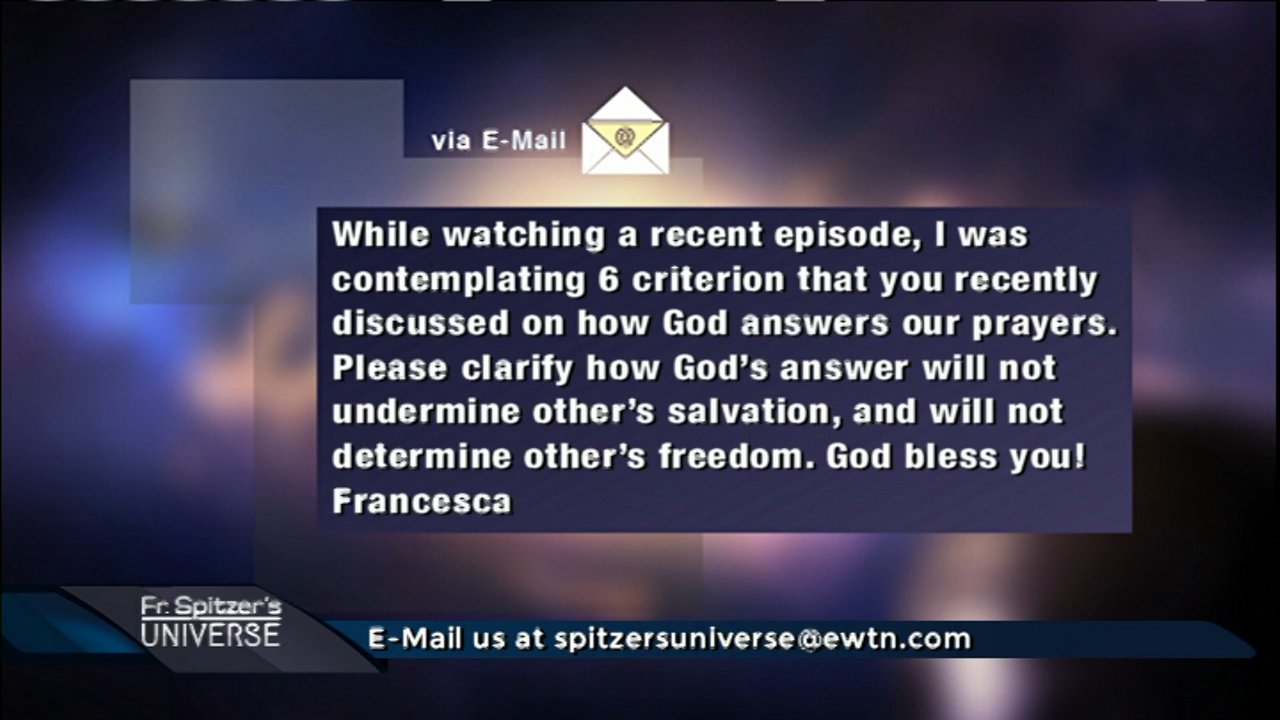 via E-Mail
@
While watching a recent episode, I was
contemplating 6 criterion that you recently
discussed on how God answers our prayers.
Please clarify how God's answer will not
undermine other's salvation, and will not
determine other's freedom. God bless you!
Francesca
Fr. Spitzer's
UNIVERSE
E-Mail us at spitzersuniverse@ewtn.com